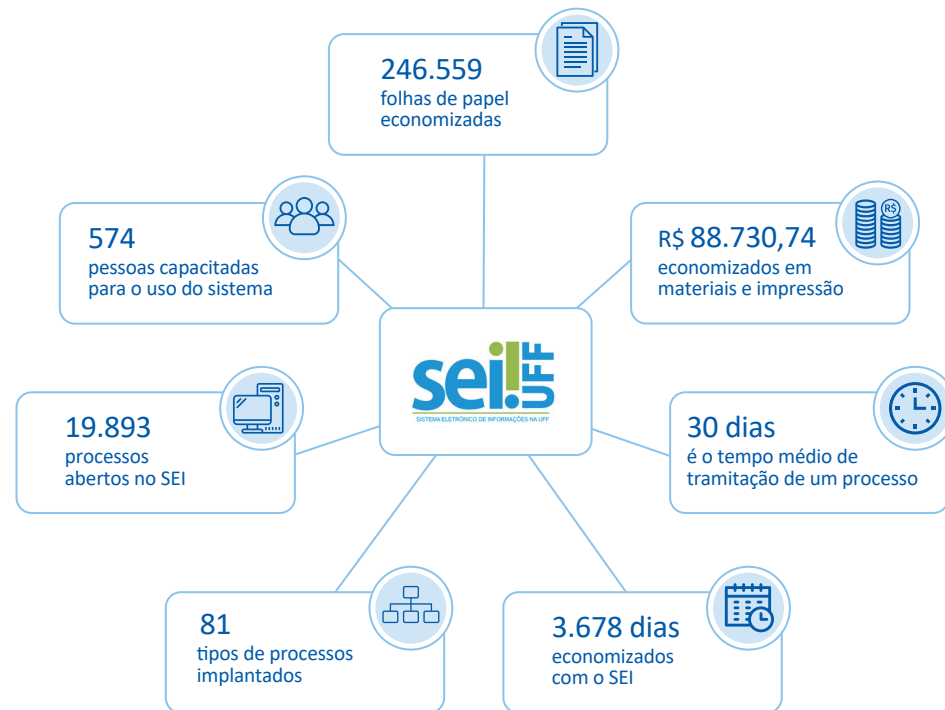 246.559
folhas de papel
economizadas
574
pessoas capacitadas
para o uso do sistema
R$
R$ 88.730,74
economizados em
materiais e impressão
sei!
UFF
SISTEMA ELETRÔNICO DE INFORMAÇÕES NA UFF
19.893
processos
abertos no SEI
30 dias
é o tempo médio de
tramitação de um processo
81
tipos de processos
implantados
3.678 dias
economizados
com o SEI